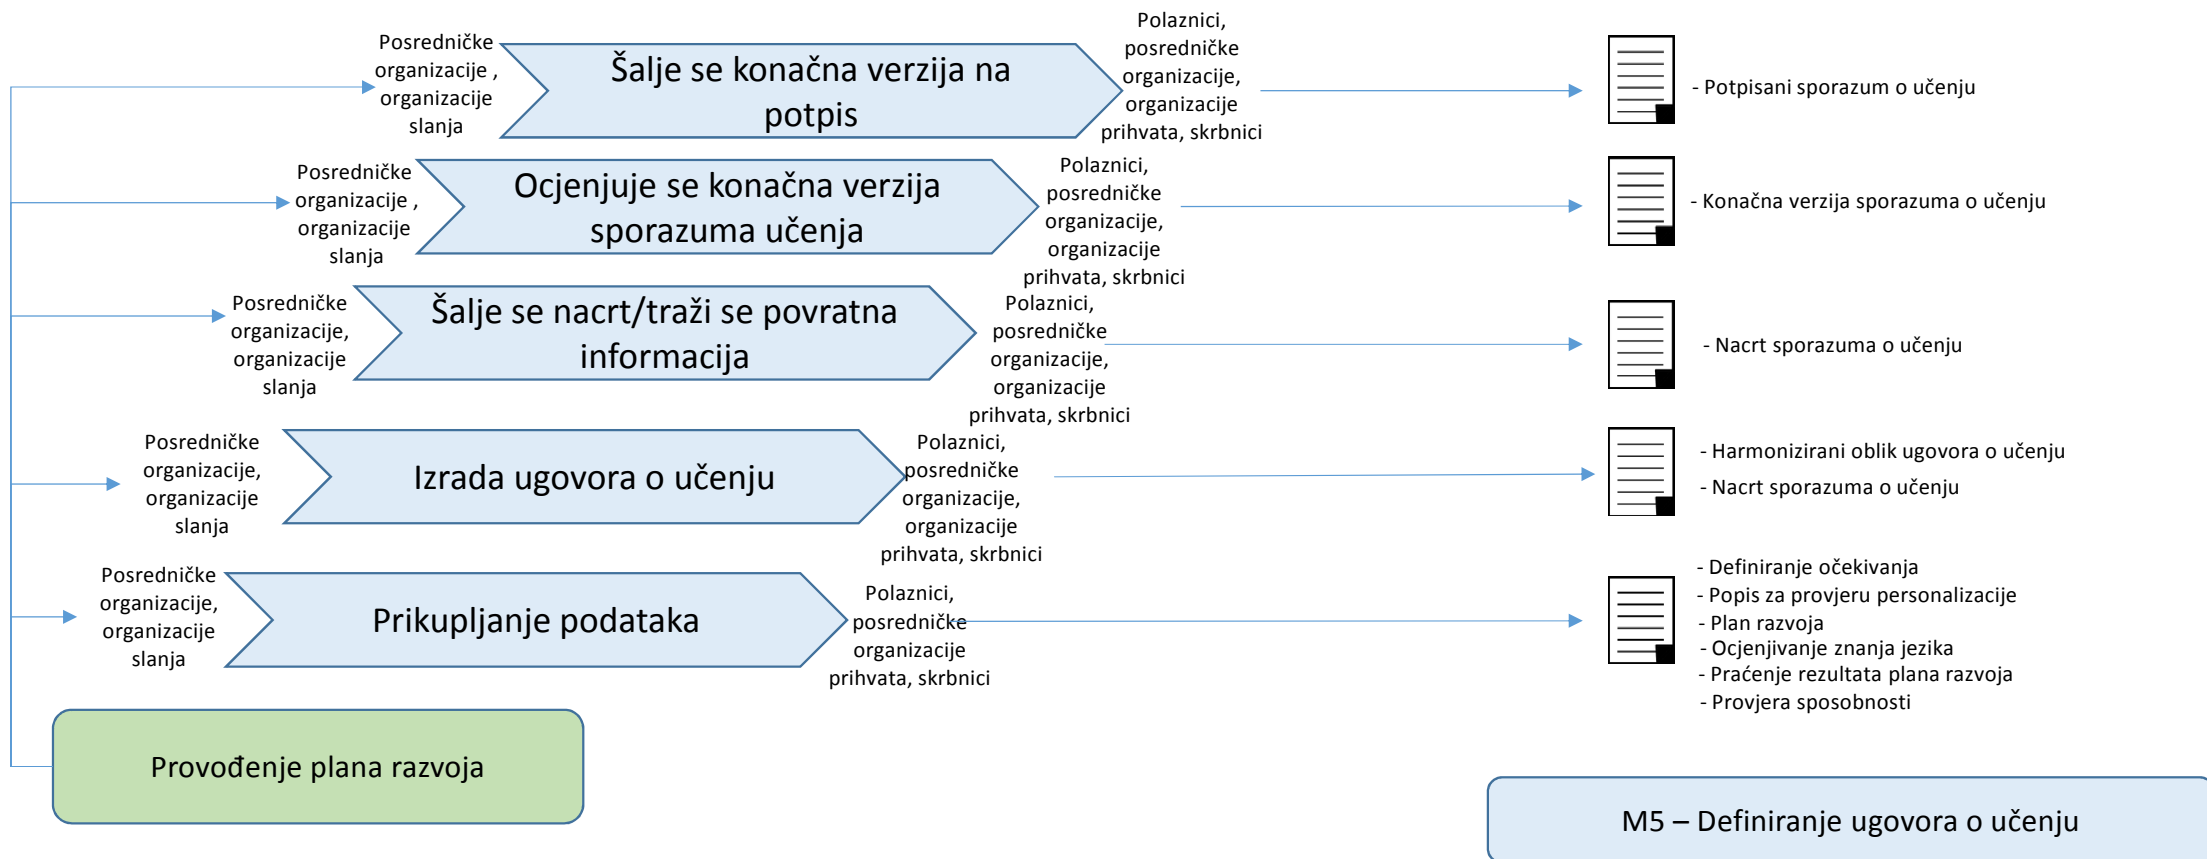 Posredničke
organizacije ,
organizacije
slanja
Šalje se konačna verzija na
potpis
Polaznici,
posredničke
organizacije,
organizacije
prihvata, skrbnici
- Potpisani sporazum o učenju
Posredničke
organizacije ,
organizacije
slanja
Ocjenjuje se konačna verzija
sporazuma učenja
Polaznici,
posredničke
organizacije,
organizacije
prihvata, skrbnici
- Konačna verzija sporazuma o učenju
Posredničke
organizacije,
organizacije
slanja
Šalje se nacrt/traži se povratna
informacija
Polaznici,
posredničke
organizacije,
organizacije
prihvata, skrbnici
- Nacrt sporazuma o učenju
Posredničke
organizacije,
organizacije
slanja
Izrada ugovora o učenju
Polaznici,
posredničke
organizacije,
organizacije
prihvata, skrbnici
- Harmonizirani oblik ugovora o učenju
- Nacrt sporazuma o učenju
Posredničke
organizacije,
organizacije
slanja
Prikupljanje podataka
Polaznici,
posredničke
organizacije
prihvata, skrbnici
- Definiranje očekivanja
- Popis za provjeru personalizacije
- Plan razvoja
- Ocjenjivanje znanja jezika
- Praćenje rezultata plana razvoja
- Provjera sposobnosti
Provođenje plana razvoja
M5 – Definiranje ugovora o učenju